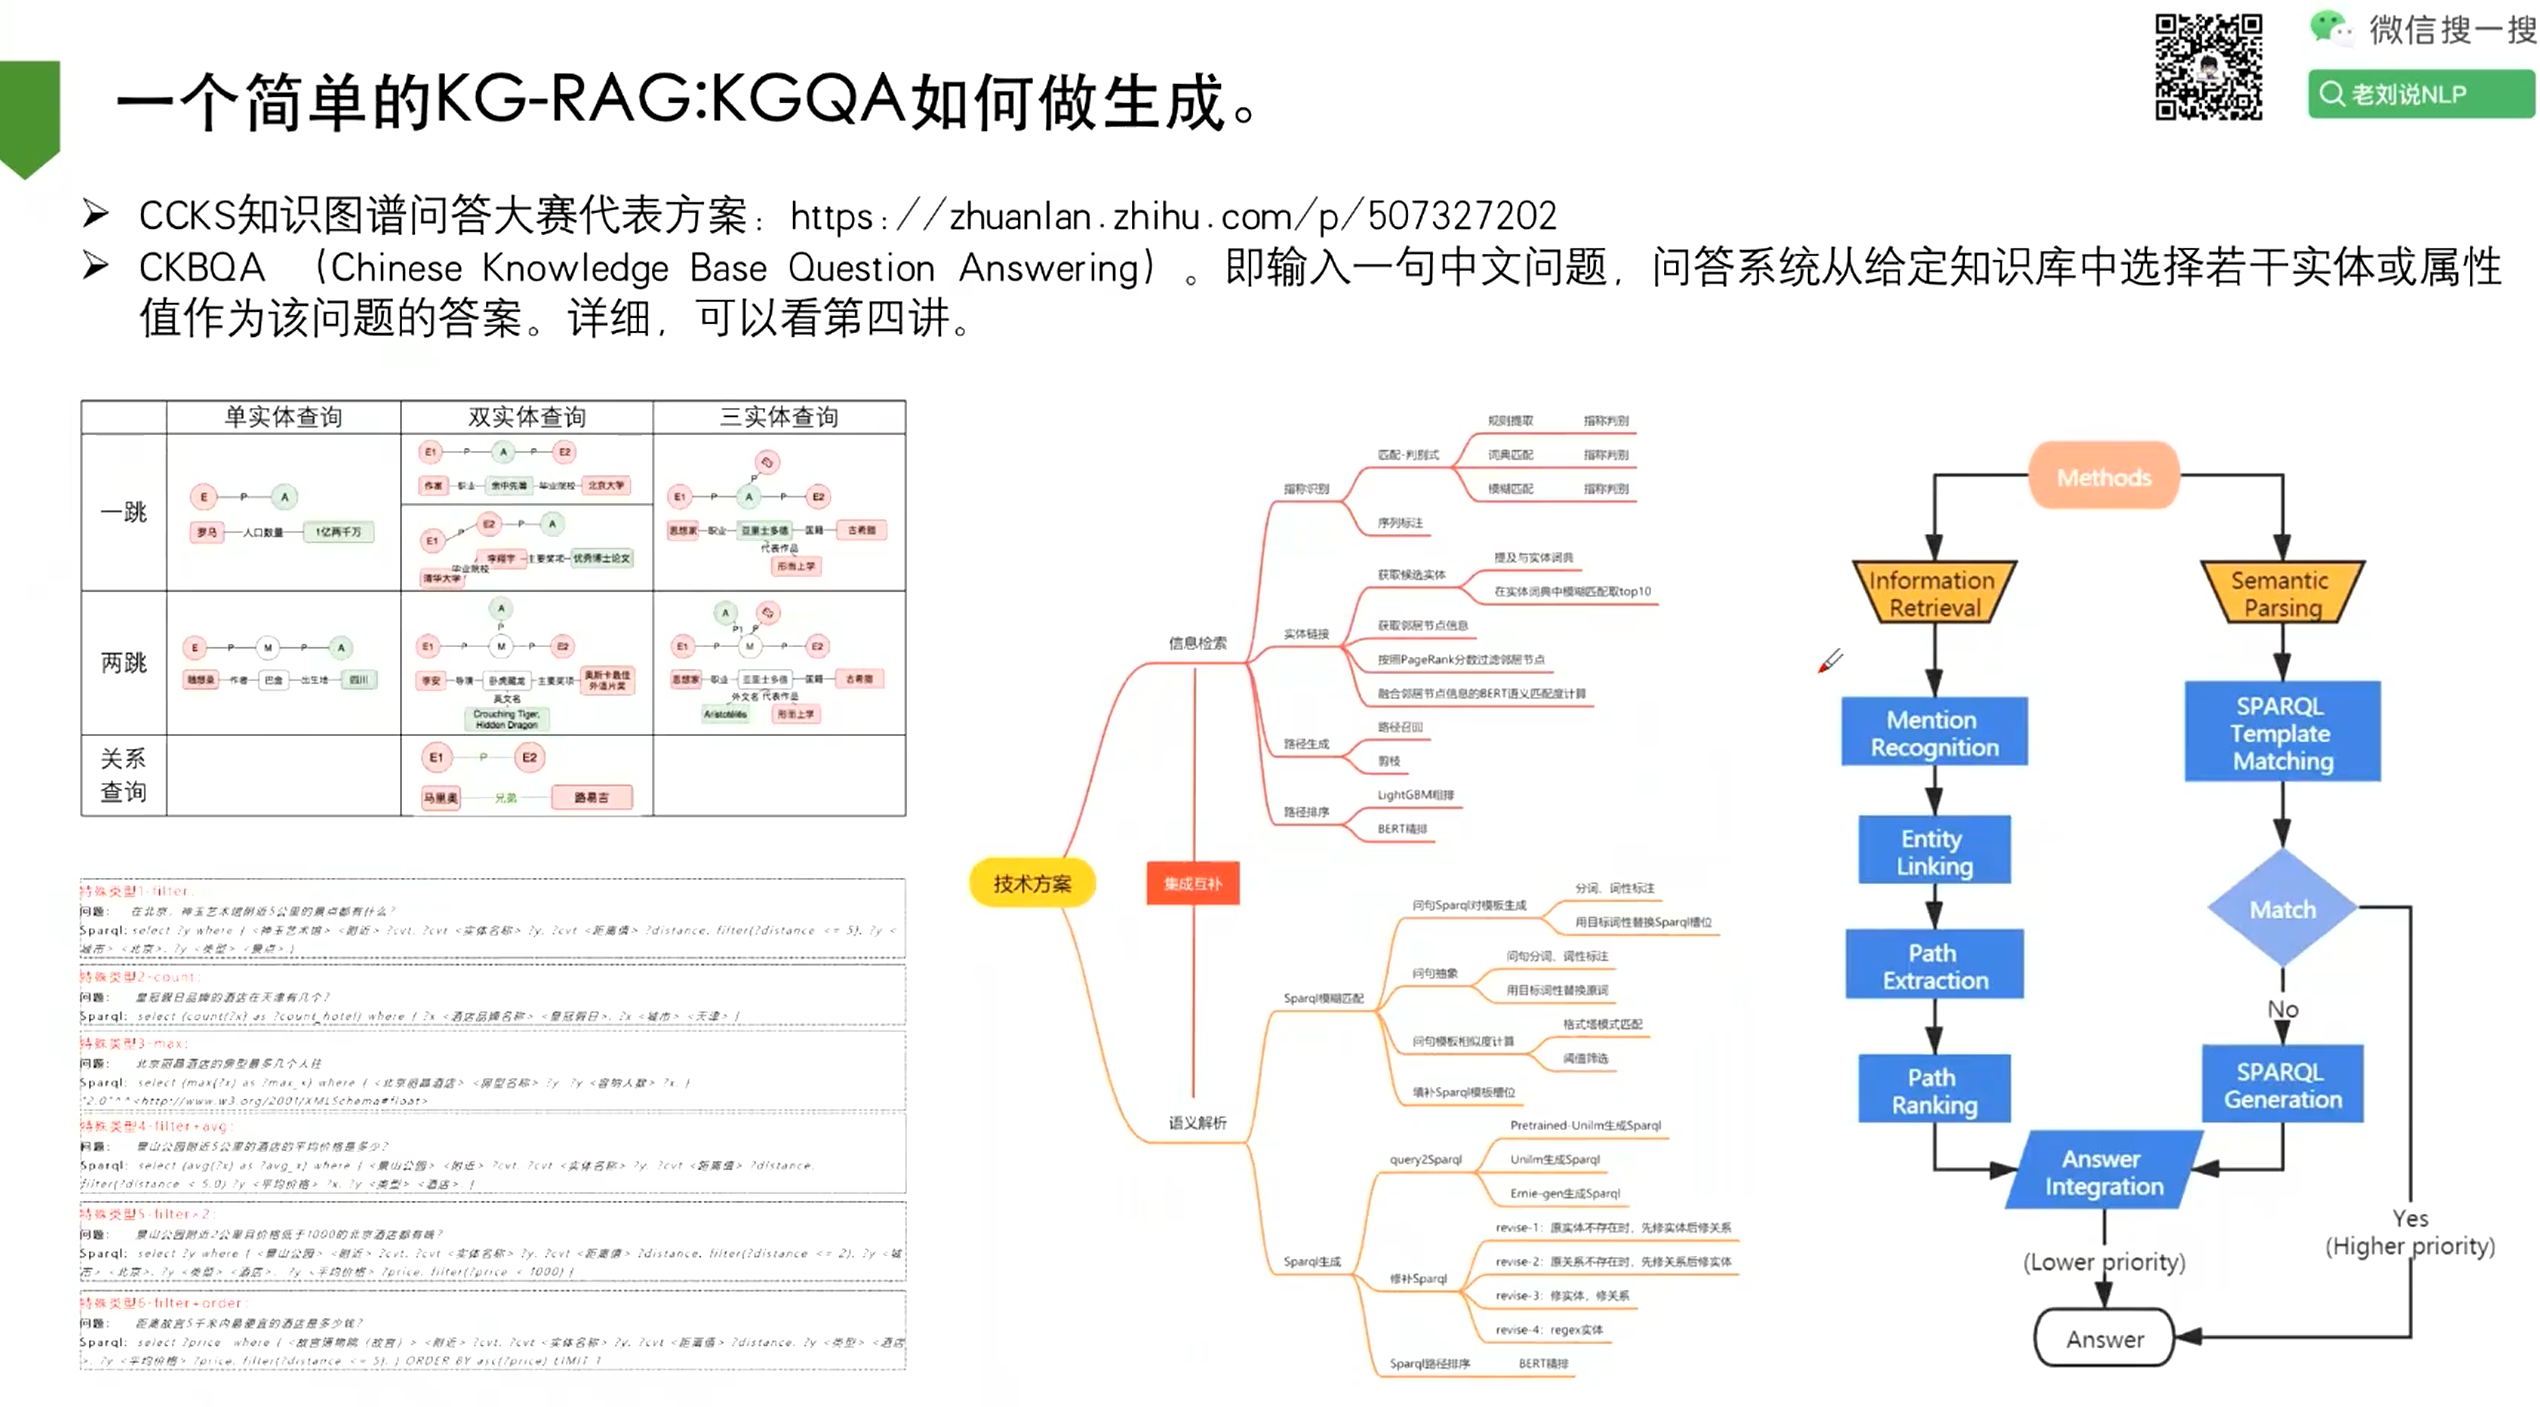 微信搜一搜
老刘说NLP
一个简单的KG-RAG:KGQA如何做生成。
CCKS知识图谱问答大赛代表方案：https://zhuanlan.zhihu.com/p/507327202
CKBQA （Chinese Knowledge Base Question Answering）。即输入一句中文问题，问答系统从给定知识库中选择若干实体或属性
值作为该问题的答案。详细，可以看第四讲。
单实体查询 双实体查询 三实体查询
一跳
E P A
罗马 人口数量 1亿两千万
E1 P A P E2
作家 职业 余中先等 毕业院校 北京大学
E1 P E2 P A
清华大学 毕业院校 李翔宇 主要奖项 优秀博士论文
E1 P A P E2 P E3
思想家 职业 亚里士多德 国籍 古希腊
代表作品
形而上学
两跳
E P M P A
随想录 作者 巴金 出生地 四川
A
P
E1 P M P E2
李安 导演 卧虎藏龙 主要奖项 奥斯卡最佳
外语片奖
英文名
Crouching Tiger,
Hidden Dragon
A E3
P1 P
E1 P M P E2
思想家 职业 亚里士多德 国籍 古希腊
外文名 代表作品
Aristotélēs 形而上学
关系
查询
E1 P E2
马里奥 兄弟 路易吉
特殊类型1-filter:
问题： 在北京，神玉艺术馆附近5公里的景点都有什么？
Sparql: select ?y where { <神玉艺术馆> <附近> ?cvt. ?cvt <实体名称> ?y. ?cvt <距离值> ?distance. filter(?distance <= 5). ?y <
城市> <北京>. ?y <类型> <景点>.}
特殊类型2-count:
问题： 皇冠假日品牌的酒店在天津有几个？
Sparql: select (count(?x) as ?count_hotel) where { ?x <酒店品牌名称> <皇冠假日>. ?x <城市> <天津> }
特殊类型3-max:
问题： 北京丽晶酒店的房型最多几个人住
Sparql: select (max(?x) as ?max_x) where { <北京丽晶酒店> <房型名称> ?y. ?y <容纳人数> ?x. }
"2.0"^^<http://www.w3.org/2001/XMLSchema#float>
特殊类型4-filter+avg:
问题： 景山公园附近5公里的酒店的平均价格是多少？
Sparql: select (avg(?x) as ?avg_x) where { <景山公园> <附近> ?cvt. ?cvt <实体名称> ?y. ?cvt <距离值> ?distance.
filter(?distance < 5.0) ?y <平均价格> ?x. ?y <类型> <酒店>. }
特殊类型5-filter×2:
问题： 景山公园附近2公里且价格低于1000的北京酒店都有啥？
Sparql: select ?y where { <景山公园> <附近> ?cvt. ?cvt <实体名称> ?y. ?cvt <距离值> ?distance. filter(?distance <= 2). ?y <城
市> <北京>. ?y <类型> <酒店>. ?y <平均价格> ?price. filter(?price < 1000) }
特殊类型6-filter+order:
问题： 距离故宫5千米内最便宜的酒店是多少钱？
Sparql: select ?price where { <故宫博物院（故宫）> <附近> ?cvt. ?cvt <实体名称> ?y. ?cvt <距离值> ?distance. ?y <类型> <酒店
>. ?y <平均价格> ?price. filter(?distance <= 5). } ORDER BY asc(?price) LIMIT 1
技术方案
集成互补
信息检索
指称识别
匹配-判别式
规则提取 指称判别
词典匹配 指称判别
模糊匹配 指称判别
序列标注
实体链接
获取候选实体
提及与实体词典
在实体词典中模糊匹配取top10
获取邻居节点信息
按照PageRank分数过滤邻居节点
融合邻居节点信息的BERT语义匹配度计算
路径生成
路径召回
剪枝
路径排序
LightGBM粗排
BERT精排
语义解析
Sparql模糊匹配
问句Sparql对模板生成
分词、词性标注
用目标词性替换Sparql槽位
问句抽象
问句分词、词性标注
用目标词性替换原词
问句模板相似度计算
格式塔模式匹配
阈值筛选
填补Sparql模板槽位
Sparql生成
query2Sparql
Pretrained-Unilm生成Sparql
Unilm生成Sparql
Ernie-gen生成Sparql
修补Sparql
revise-1：原实体不存在时，先修实体后修关系
revise-2：原关系不存在时，先修关系后修实体
revise-3：修实体，修关系
revise-4：regex实体
Sparql路径排序 BERT精排
Methods
Information
Retrieval
Mention
Recognition
Entity
Linking
Path
Extraction
Path
Ranking
Semantic
Parsing
SPARQL
Template
Matching
Match
No
SPARQL
Generation
Answer
Integration
Yes
(Higher priority)
(Lower priority)
Answer